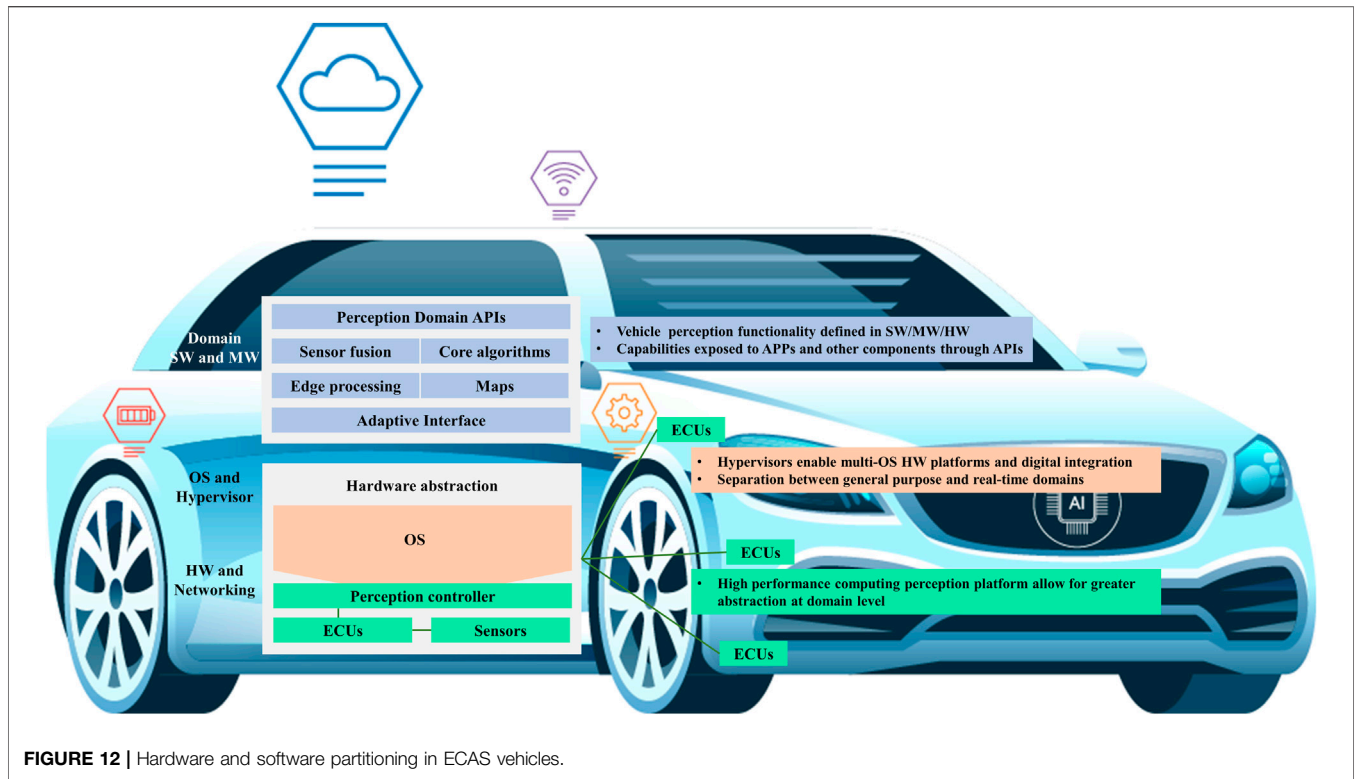 Domain
SW and MW
Perception Domain APIs
Sensor fusion
Core algorithms
Edge processing
Maps
Adaptive Interface
• Vehicle perception functionality defined in SW/MW/HW
• Capabilities exposed to APPs and other components through APIs
OS and
Hypervisor
Hardware abstraction
OS
HW and
Networking
Perception controller
ECUs
Sensors
ECUs
• Hypervisors enable multi-OS HW platforms and digital integration
• Separation between general purpose and real-time domains
AI
ECUs
• High performance computing perception platform allow for greater
abstraction at domain level
ECUs
FIGURE 12 | Hardware and software partitioning in ECAS vehicles.